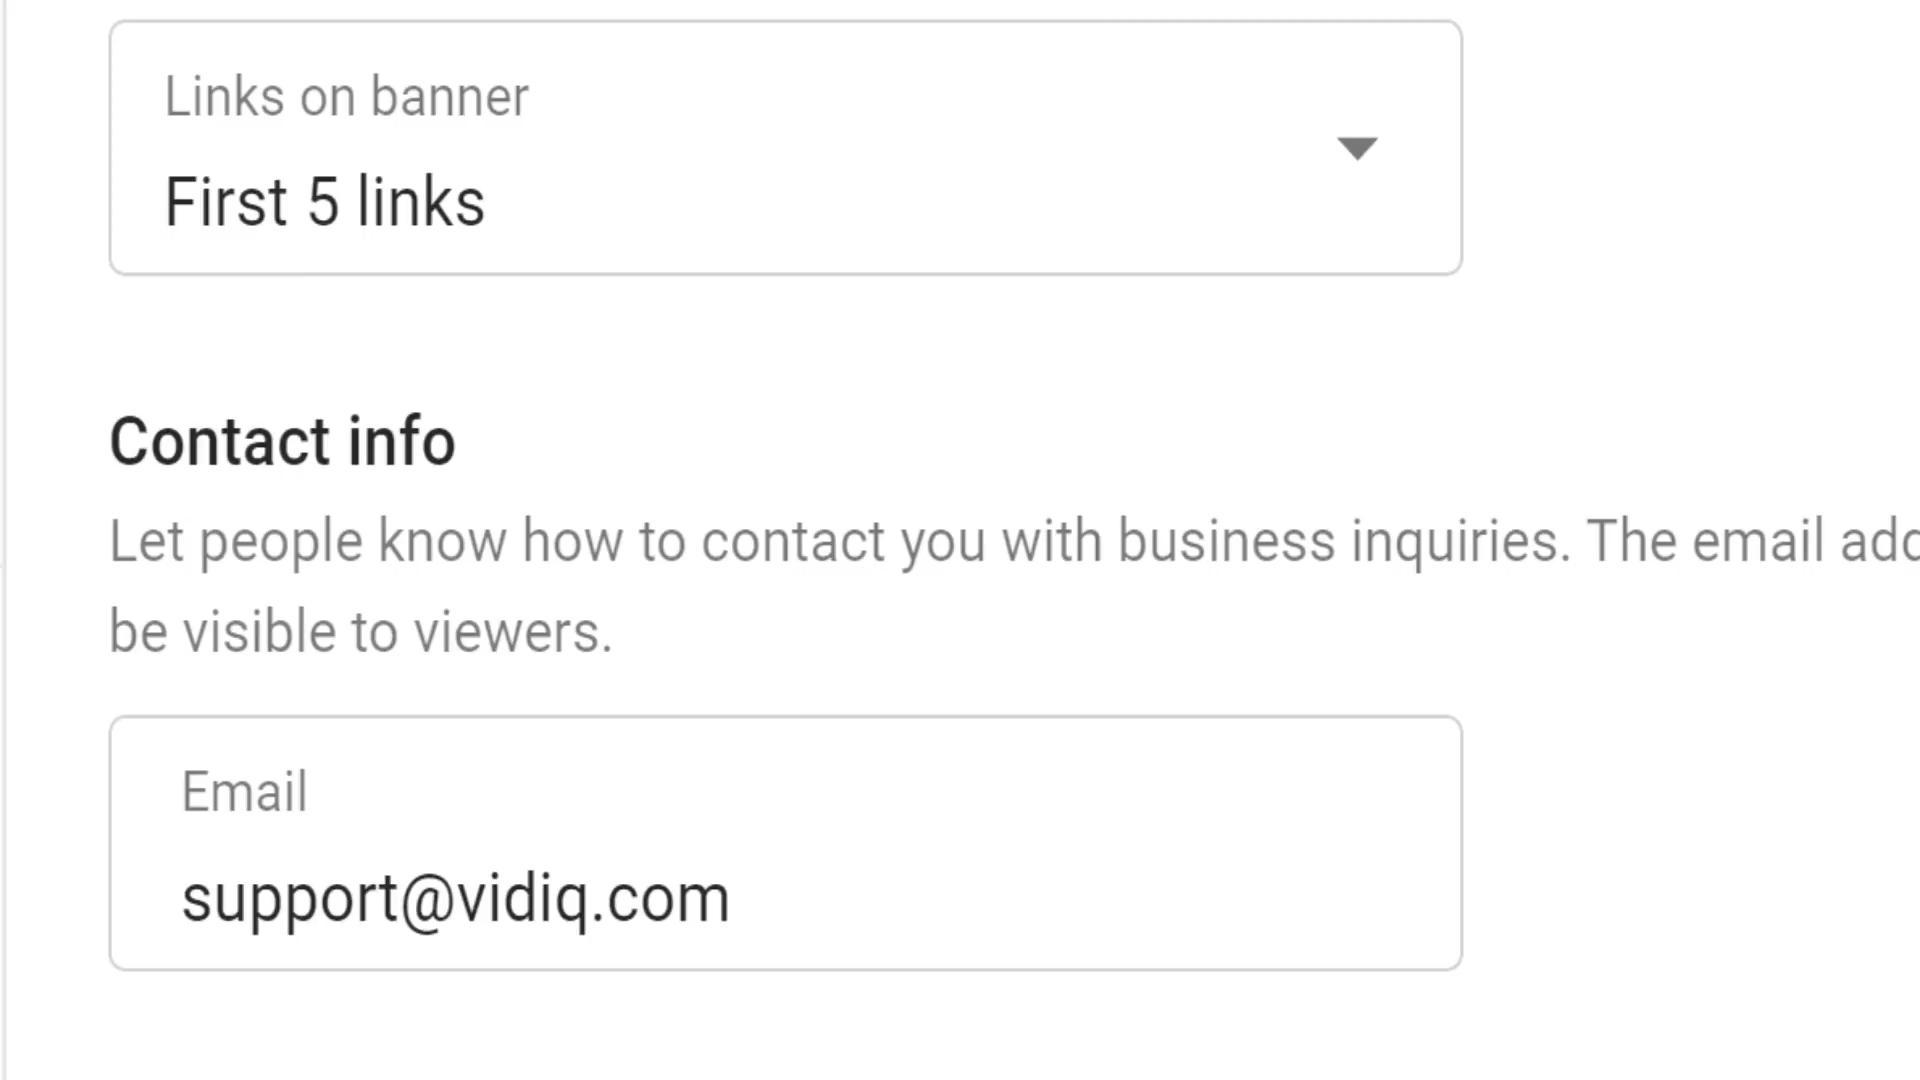 Links on banner
First 5 links
Contact info
Let people know how to contact you with business inquiries. The email
be visible to viewers.
Email
support@vidiq.com